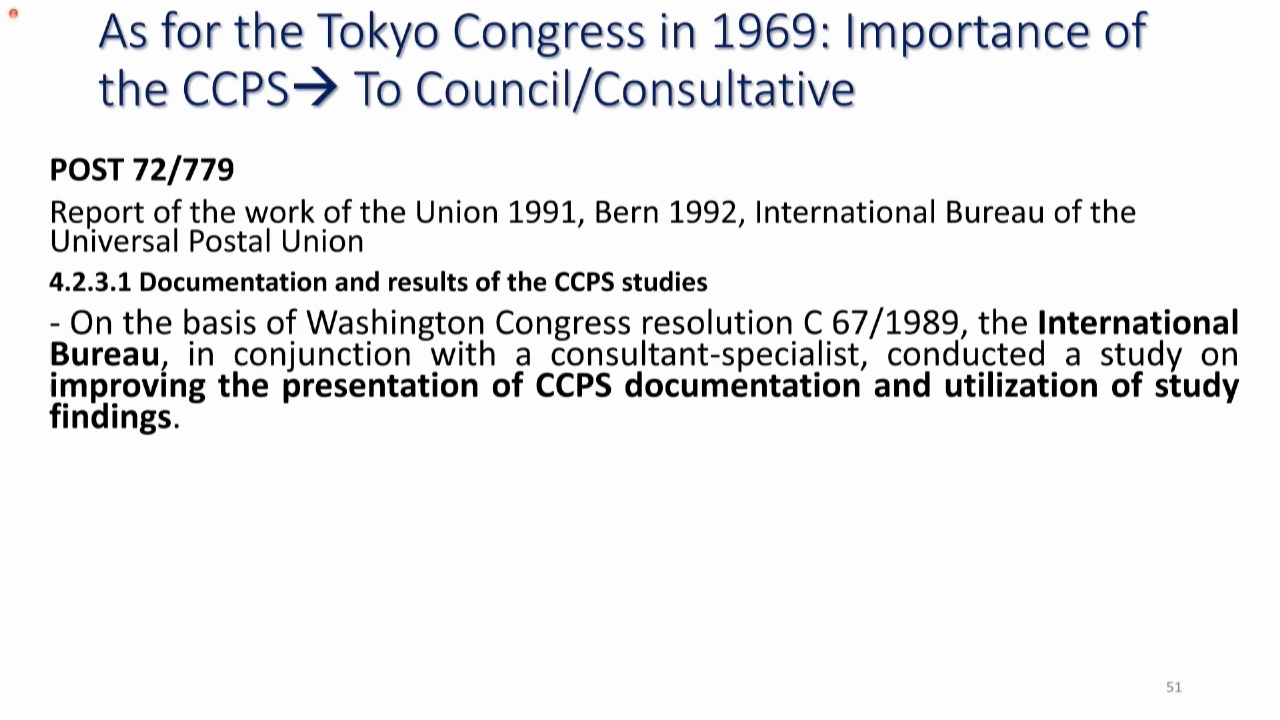 As for the Tokyo Congress in 1969: Importance of
the CCPS→ To Council/Consultative
POST 72/779
Report of the work of the Union 1991, Bern 1992, International Bureau of the
Universal Postal Union
4.2.3.1 Documentation and results of the CCPS studies
- On the basis of Washington Congress resolution C 67/1989, the International
Bureau, in conjunction with a consultant-specialist, conducted a study on
improving the presentation of CCPS documentation and utilization of study
findings.
51